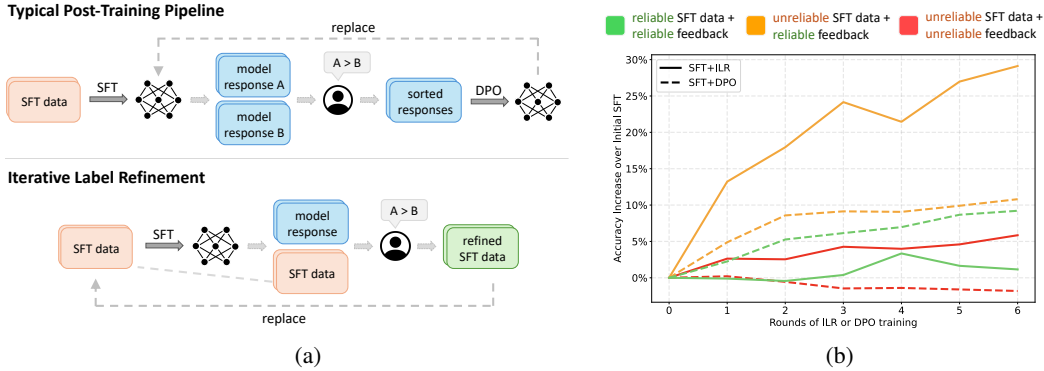 Typical Post-Training Pipeline
replace
SFT data
SFT
model
response A
model
response B
A > B
sorted
responses
DPO
Iterative Label Refinement
SFT data
SFT
model
response
SFT data
A > B
refined
SFT data
replace
(a)
reliable SFT data +
reliable feedback
unreliable SFT data +
reliable feedback
unreliable SFT data +
unreliable feedback
SFT+ILR
SFT+DPO
Accuracy Increase over Initial SFT
30%
25%
20%
15%
10%
5%
0%
0 1 2 3 4 5 6
Rounds of ILR or DPO training
(b)